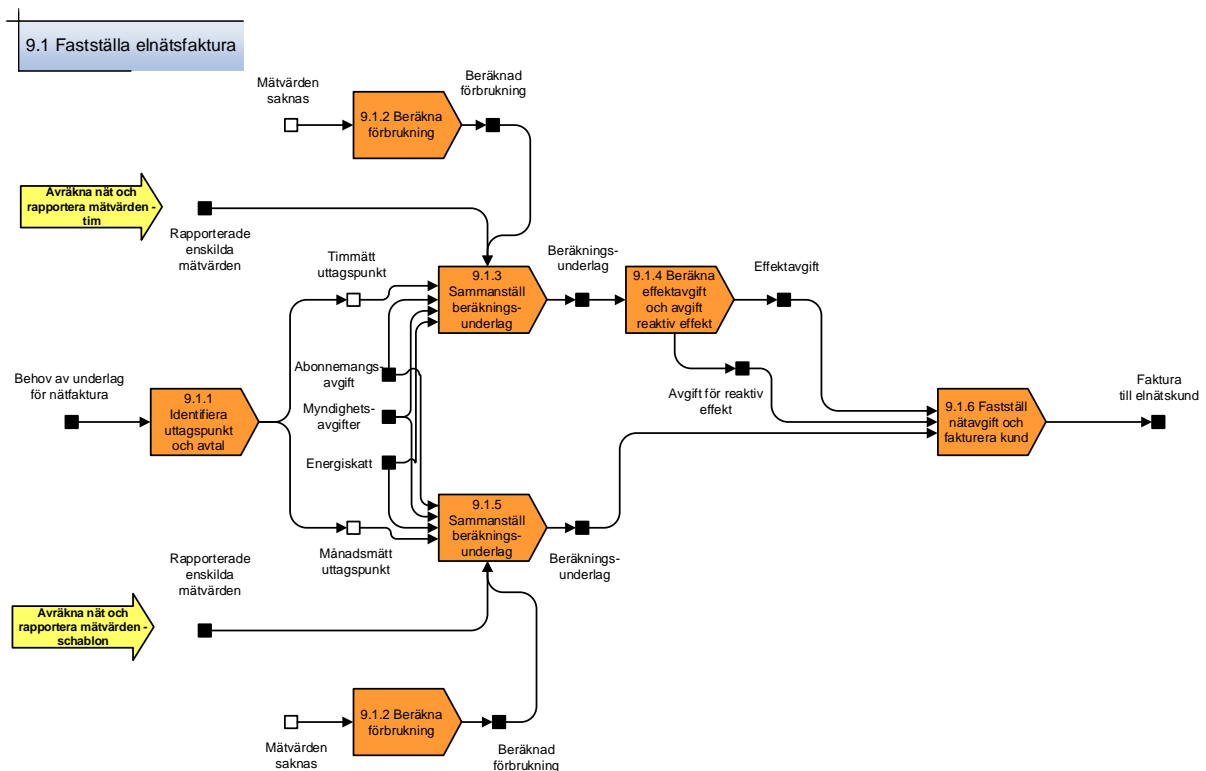 9.1 Fastställa elnätsfaktura
Mätvärden
saknas
9.1.2 Beräkna
förbrukning
Beräknad
förbrukning
Avräkna nät och
rapportera mätvärden -
tim
Rapporterade
enskilda
mätvärden
Timmätt
uttagspunkt
9.1.3
Sammanställ
beräknings-
underlag
Beräknings-
underlag
9.1.4 Beräkna
effektavgift
och avgift
reaktiv effekt
Effektavgift
Behov av underlag
för nätfaktura
9.1.1
Identifiera
uttagspunkt
och avtal
Abonnemangs-
avgift
Myndighets-
avgifter
Energiskatt
Avgift för reaktiv
effekt
9.1.6 Fastställ
nätavgift och
fakturera kund
Faktura
till elnätskund
Månadsmätt
uttagspunkt
9.1.5
Sammanställ
beräknings-
underlag
Beräknings-
underlag
Rapporterade
enskilda
mätvärden
Avräkna nät och
rapportera mätvärden -
schablon
Mätvärden
saknas
9.1.2 Beräkna
förbrukning
Beräknad
förbrukning